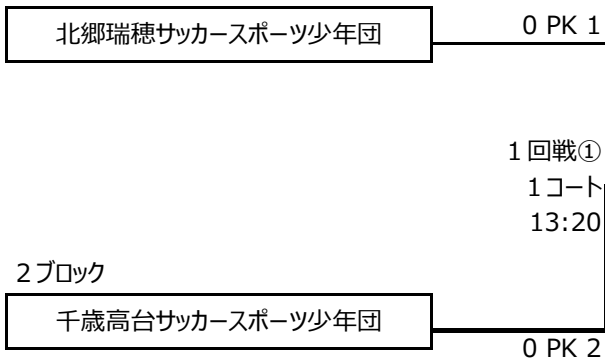 北郷瑞穂サッカースポーツ少年団
0 PK 1
１回戦①
１コート
13:20
２ブロック
千歳高台サッカースポーツ少年団
0 PK 2